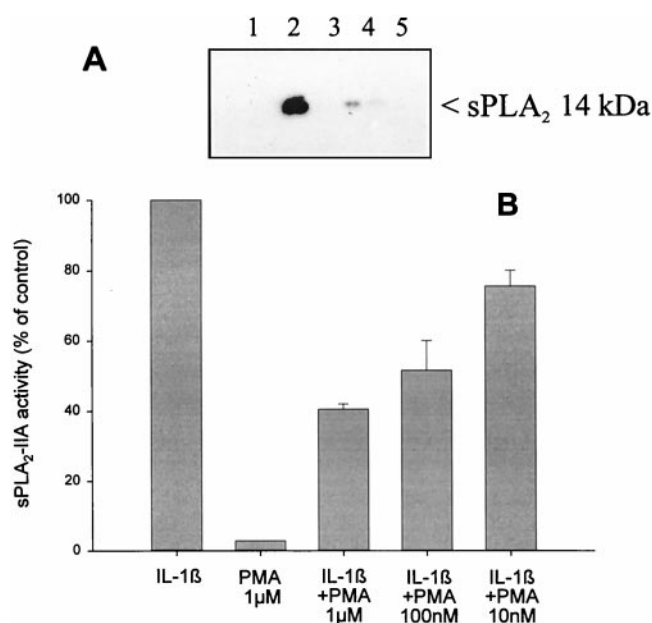 1 2 3 4 5
A
< sPLA₂ 14 kDa
B
100
80
60
40
20
0
sPLA₂-IIA activity (% of control)
IL-1ß
PMA
1µM
IL-1ß
+PMA
1µM
IL-1ß
+PMA
100nM
IL-1ß
+PMA
10nM